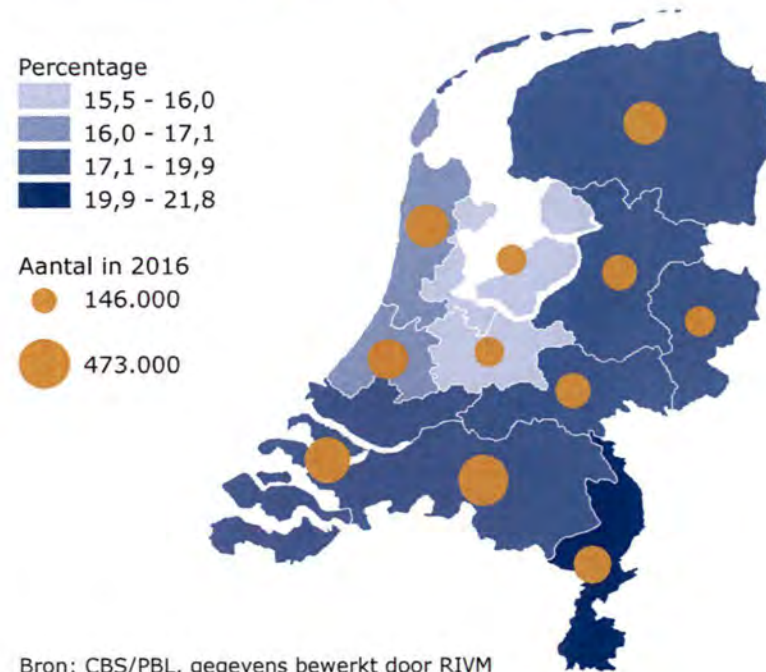 Percentage
15,5 - 16,0
16,0 - 17,1
17,1 - 19,9
19,9 - 21,8
Aantal in 2016
146.000
473.000
Bron: CBS/PBL, gegevens bewerkt door RIVM